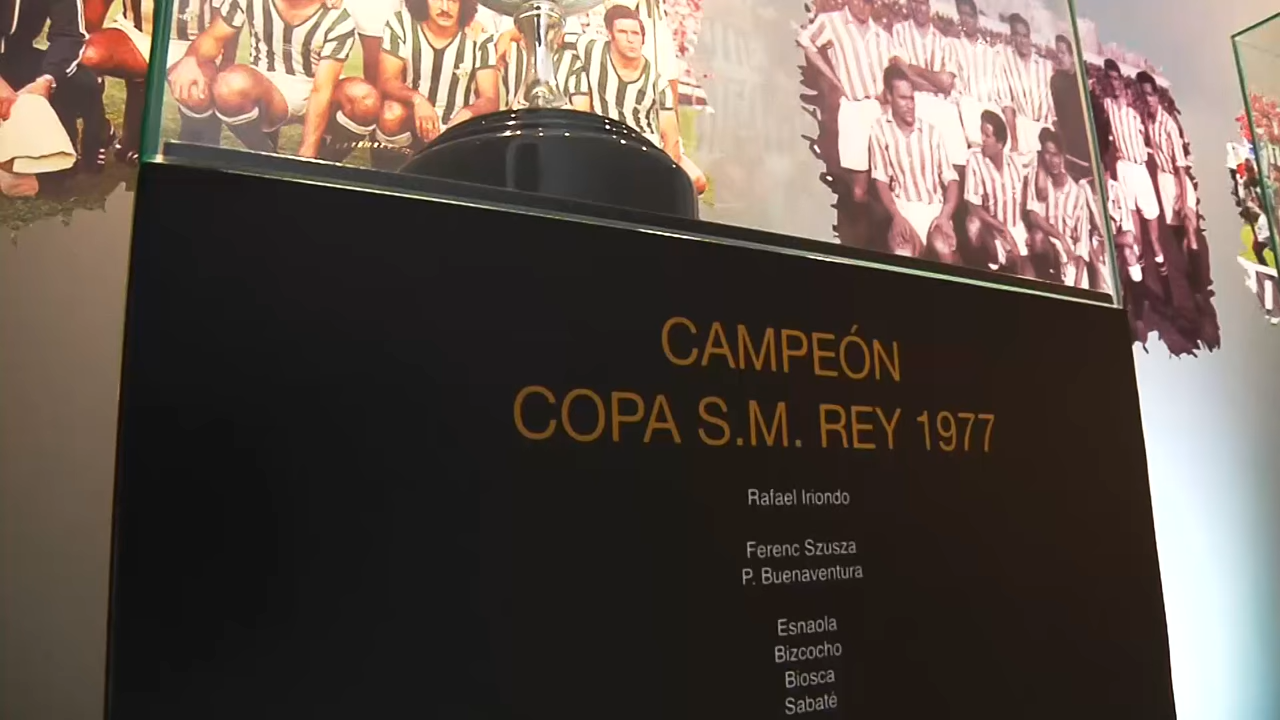 CAMPEÓN
COPA S.M. REY 1977
Rafael Iriondo
Ferenc Szusza
P. Buenaventura
Esnaola
Bizcocho
Biosca
Sabaté